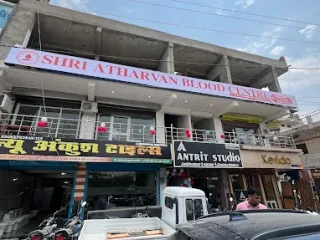 SHRI ATHARVAN BLOOD CENTRE
न्यू अंकुश टाइल्स
ANTRIT STUDIO
Kendo